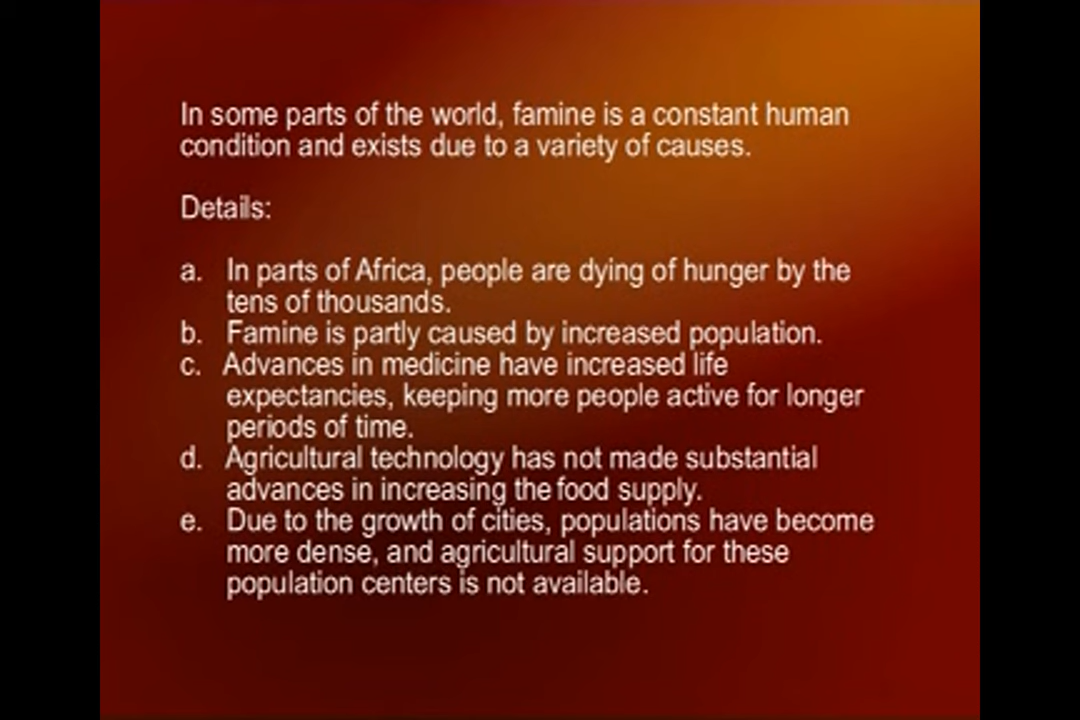 In some parts of the world, famine is a constant human
condition and exists due to a variety of causes.
Details:
a. In parts of Africa, people are dying of hunger by the
tens of thousands.
b. Famine is partly caused by increased population.
c. Advances in medicine have increased life
expectancies, keeping more people active for longer
periods of time.
d. Agricultural technology has not made substantial
advances in increasing the food supply.
e. Due to the growth of cities, populations have become
more dense, and agricultural support for these
population centers is not available.